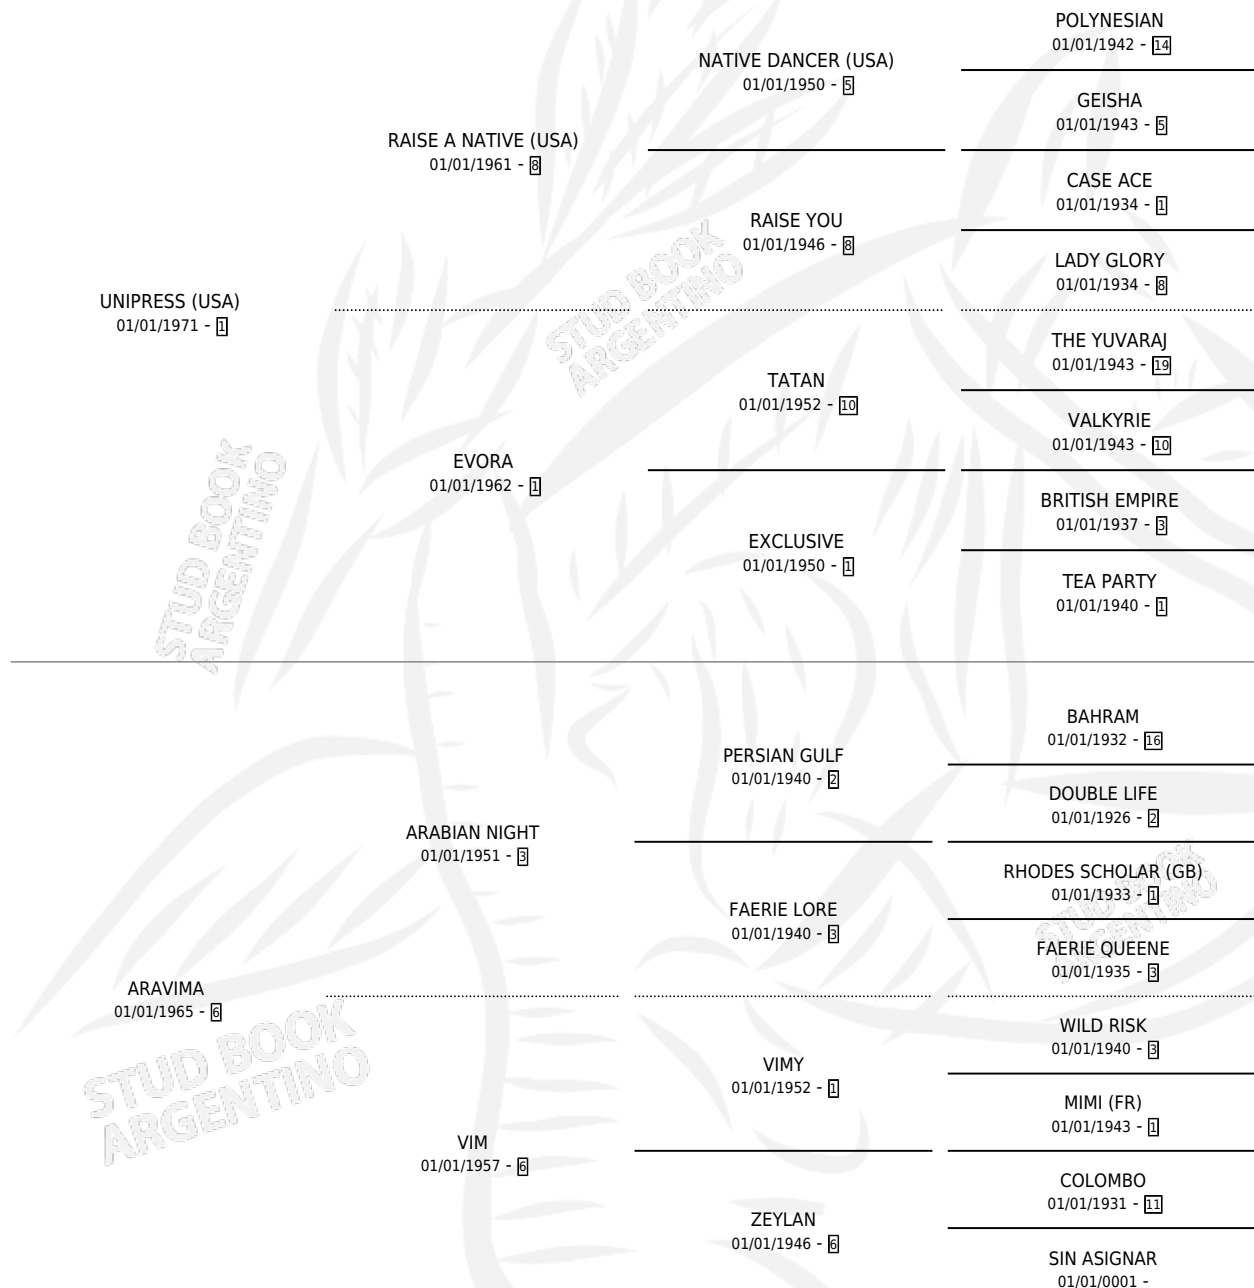 POLYNESIAN
01/01/1942 - 14
NATIVE DANCER (USA)
01/01/1950 - 5
GEISHA
01/01/1943 - 5
RAISE A NATIVE (USA)
01/01/1961 - 8
CASE ACE
01/01/1934 - 1
RAISE YOU
01/01/1946 - 8
LADY GLORY
01/01/1934 - 8
UNIPRESS (USA)
01/01/1971 - 1
THE YUVARAJ
01/01/1943 - 19
TATAN
01/01/1952 - 10
VALKYRIE
01/01/1943 - 10
EVORA
01/01/1962 - 1
BRITISH EMPIRE
01/01/1937 - 3
EXCLUSIVE
01/01/1950 - 1
TEA PARTY
01/01/1940 - 1
STUD BOOK
ARGENTINO
STUD BOOK
ARGENTINO
BAHRAM
01/01/1932 - 16
PERSIAN GULF
01/01/1940 - 2
DOUBLE LIFE
01/01/1926 - 2
ARABIAN NIGHT
01/01/1951 - 3
RHODES SCHOLAR (GB)
01/01/1933 - 1
FAERIE LORE
01/01/1940 - 3
FAERIE QUEENE
01/01/1935 - 3
ARAVIMA
01/01/1965 - 6
WILD RISK
01/01/1940 - 3
VIMY
01/01/1952 - 1
MIMI (FR)
01/01/1943 - 1
VIM
01/01/1957 - 6
COLOMBO
01/01/1931 - 11
ZEYLAN
01/01/1946 - 6
SIN ASIGNAR
01/01/0001 -
STUD BOOK
ARGENTINO
STUD BOOK
ARGENTINO